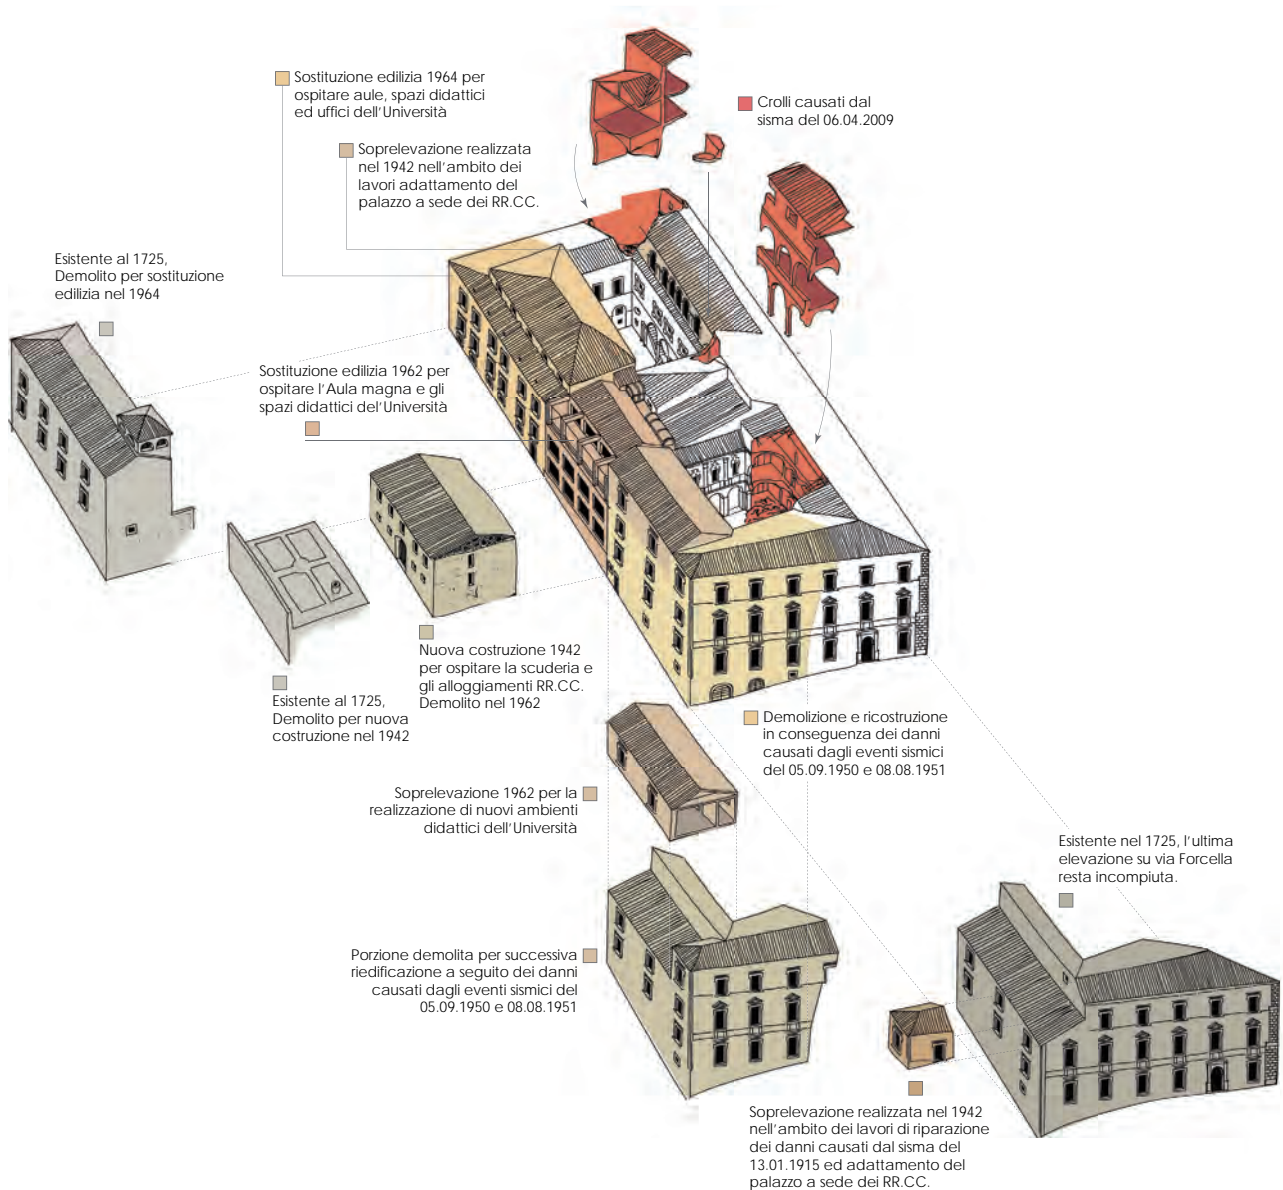 Sostituzione edilizia 1964 per
ospitare aule, spazi didattici
ed uffici dell'Università
Soprelevazione realizzata
nel 1942 nell'ambito dei
lavori adattamento del
palazzo a sede dei RR.CC.
Crolli causati dal
sisma del 06.04.2009
Esistente al 1725,
Demolito per sostituzione
edilizia nel 1964
Sostituzione edilizia 1962 per
ospitare l'Aula magna e gli
spazi didattici del'Università
Nuova costruzione 1942
per ospitare la scuderia e
gli alloggiamenti RR.CC.
Demolito nel 1962
Esistente al 1725,
Demolito per nuova
costruzione nel 1942
Demolizione e ricostruzione
in conseguenza dei danni
causati dagli eventi sismici
del 05.09.1950 e 08.08.1951
Soprelevazione 1962 per la
realizzazione di nuovi ambienti
didattici dell'Università
Esistente nel 1725, l'ultima
elevazione su via Forcella
resta incompiuta.
Porzione demolita per successiva
riedificazione a seguito dei danni
causati dagli eventi sismici del
05.09.1950 e 08.08.1951
Soprelevazione realizzata nel 1942
nell'ambito dei lavori di riparazione
dei danni causati dal sisma del
13.01.1915 ed adattamento del
palazzo a sede dei RR.CC.